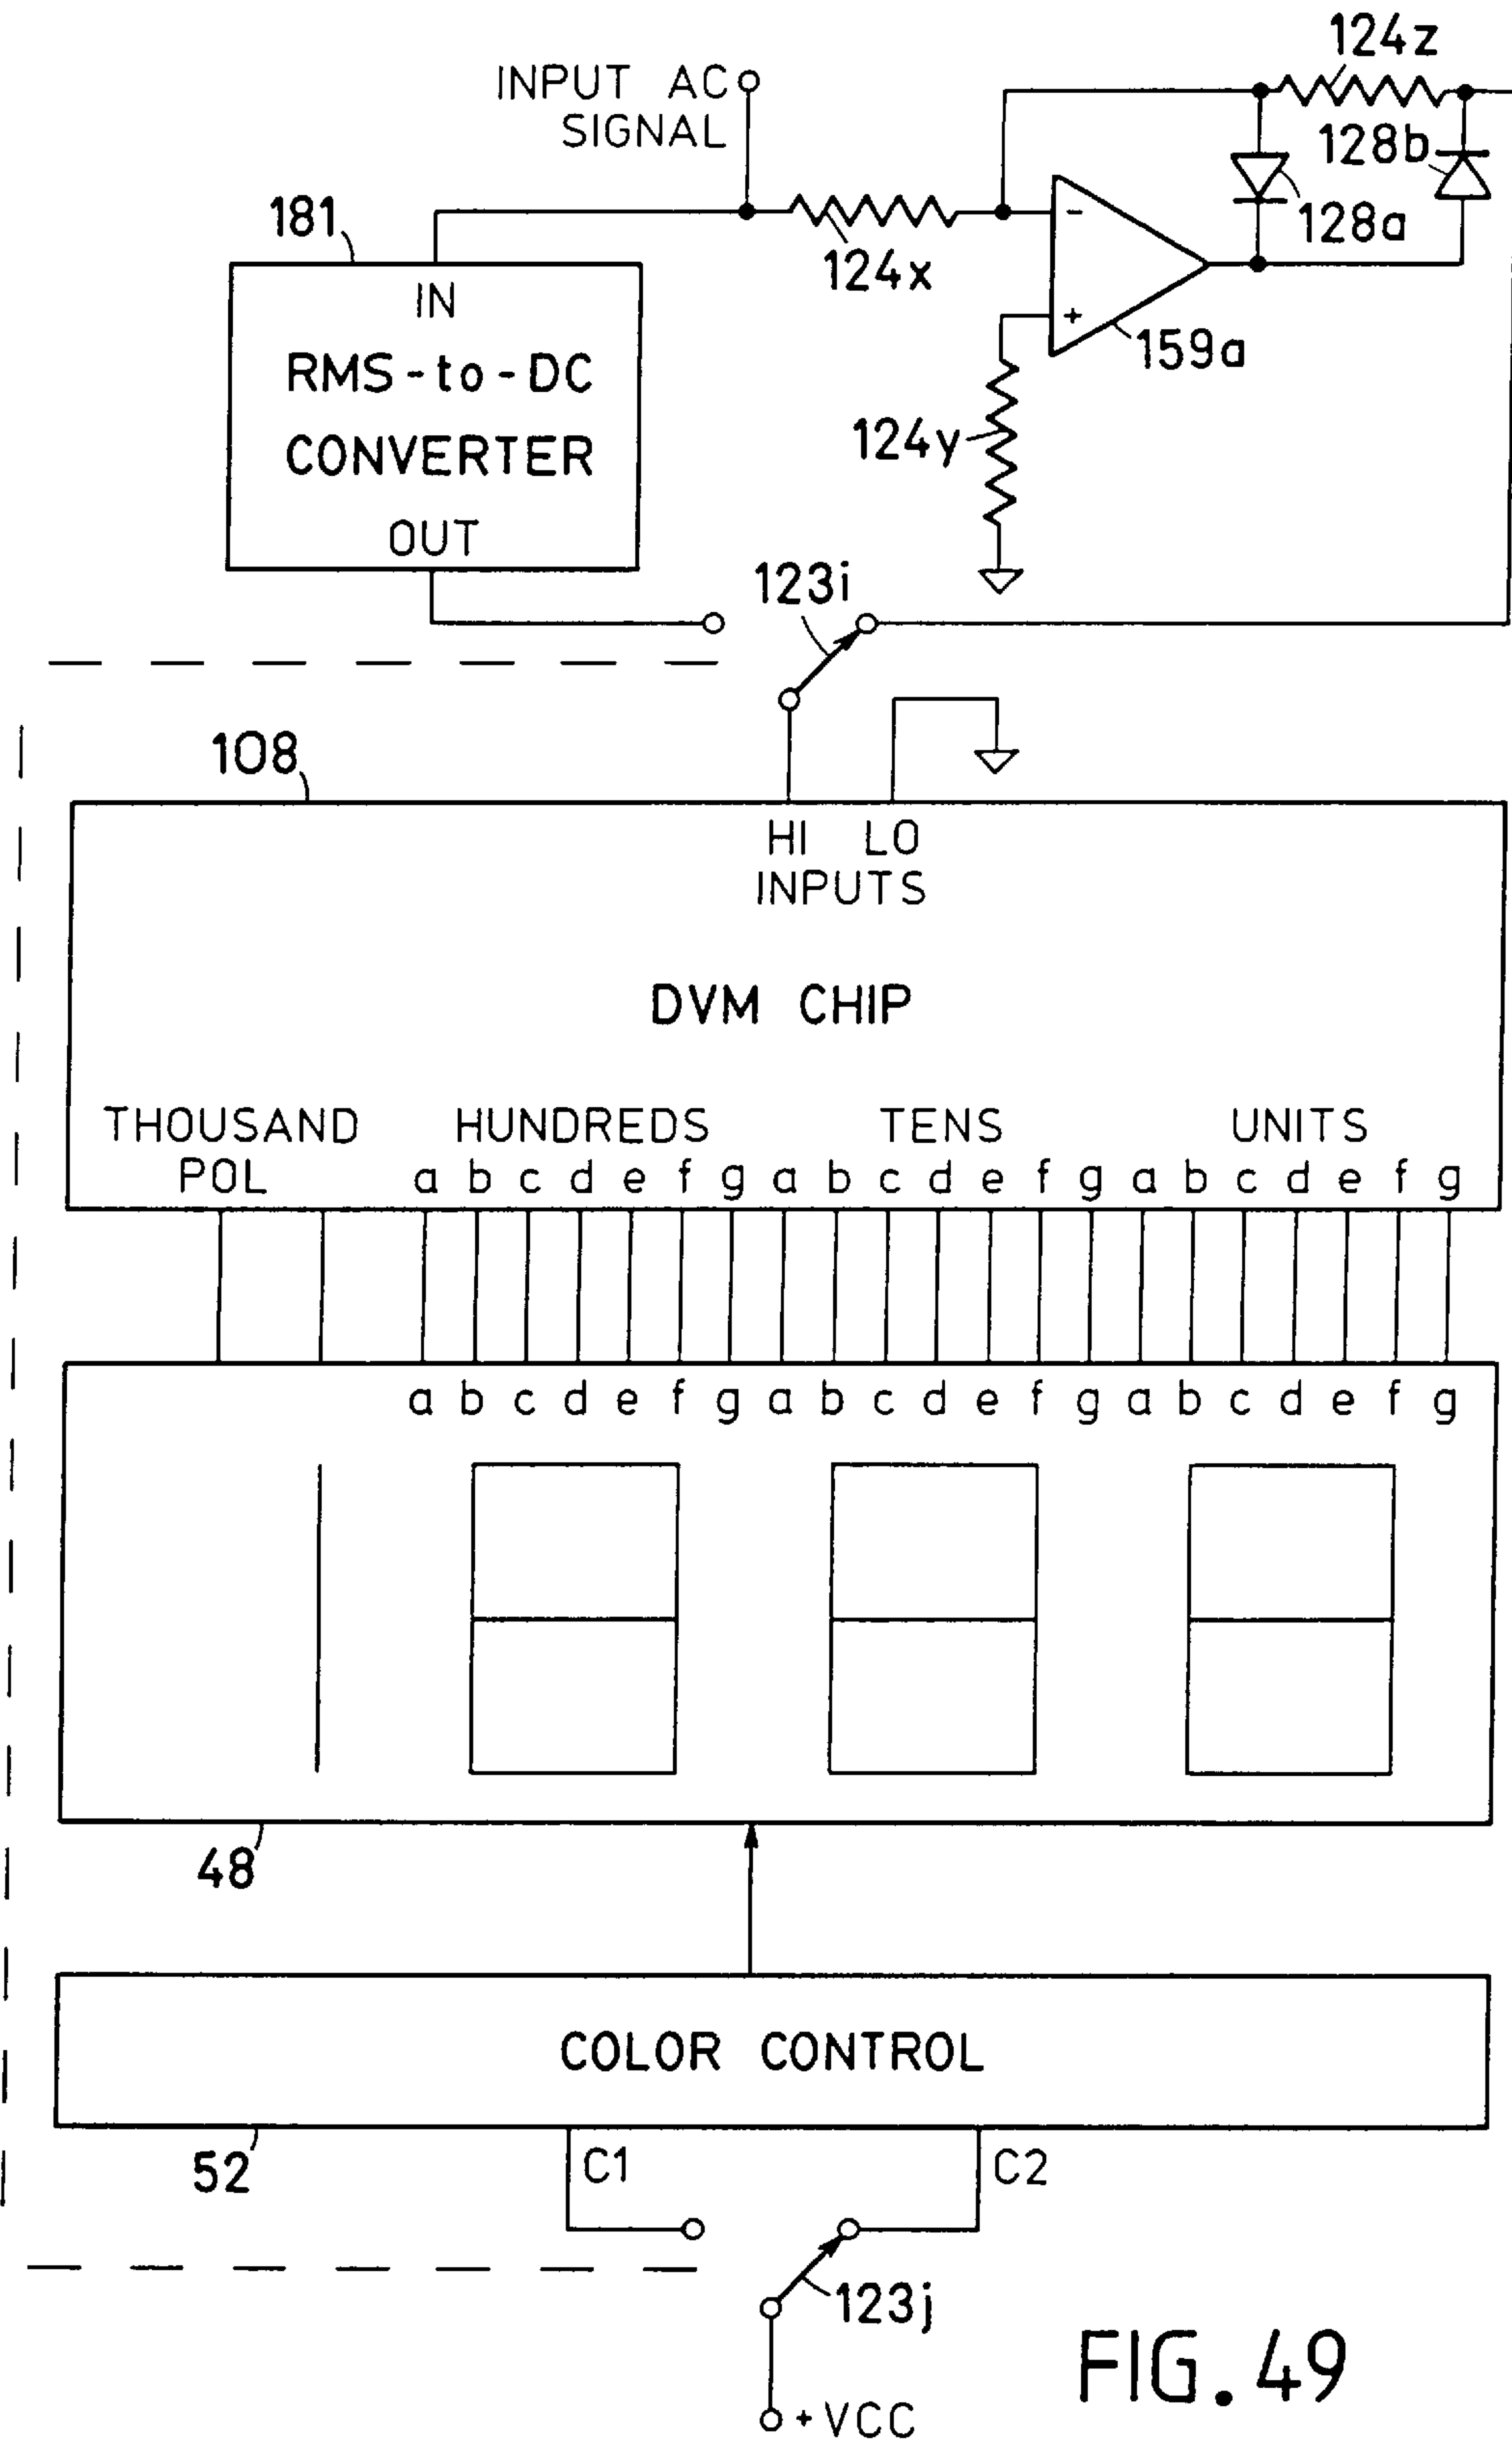 124z
INPUT AC
SIGNAL
128b
181
128a
124x
IN
-
+
159a
RMS-to-DC
CONVERTER
124y
OUT
123i
108
HI LO
INPUTS
DVM CHIP
THOUSAND HUNDREDS TENS UNITS
POL a b c d e f g a b c d e f g a b c d e f g
a b c d e f g a b c d e f g a b c d e f g
48
COLOR CONTROL
52
C1
C2
123j
+VCC
FIG. 49